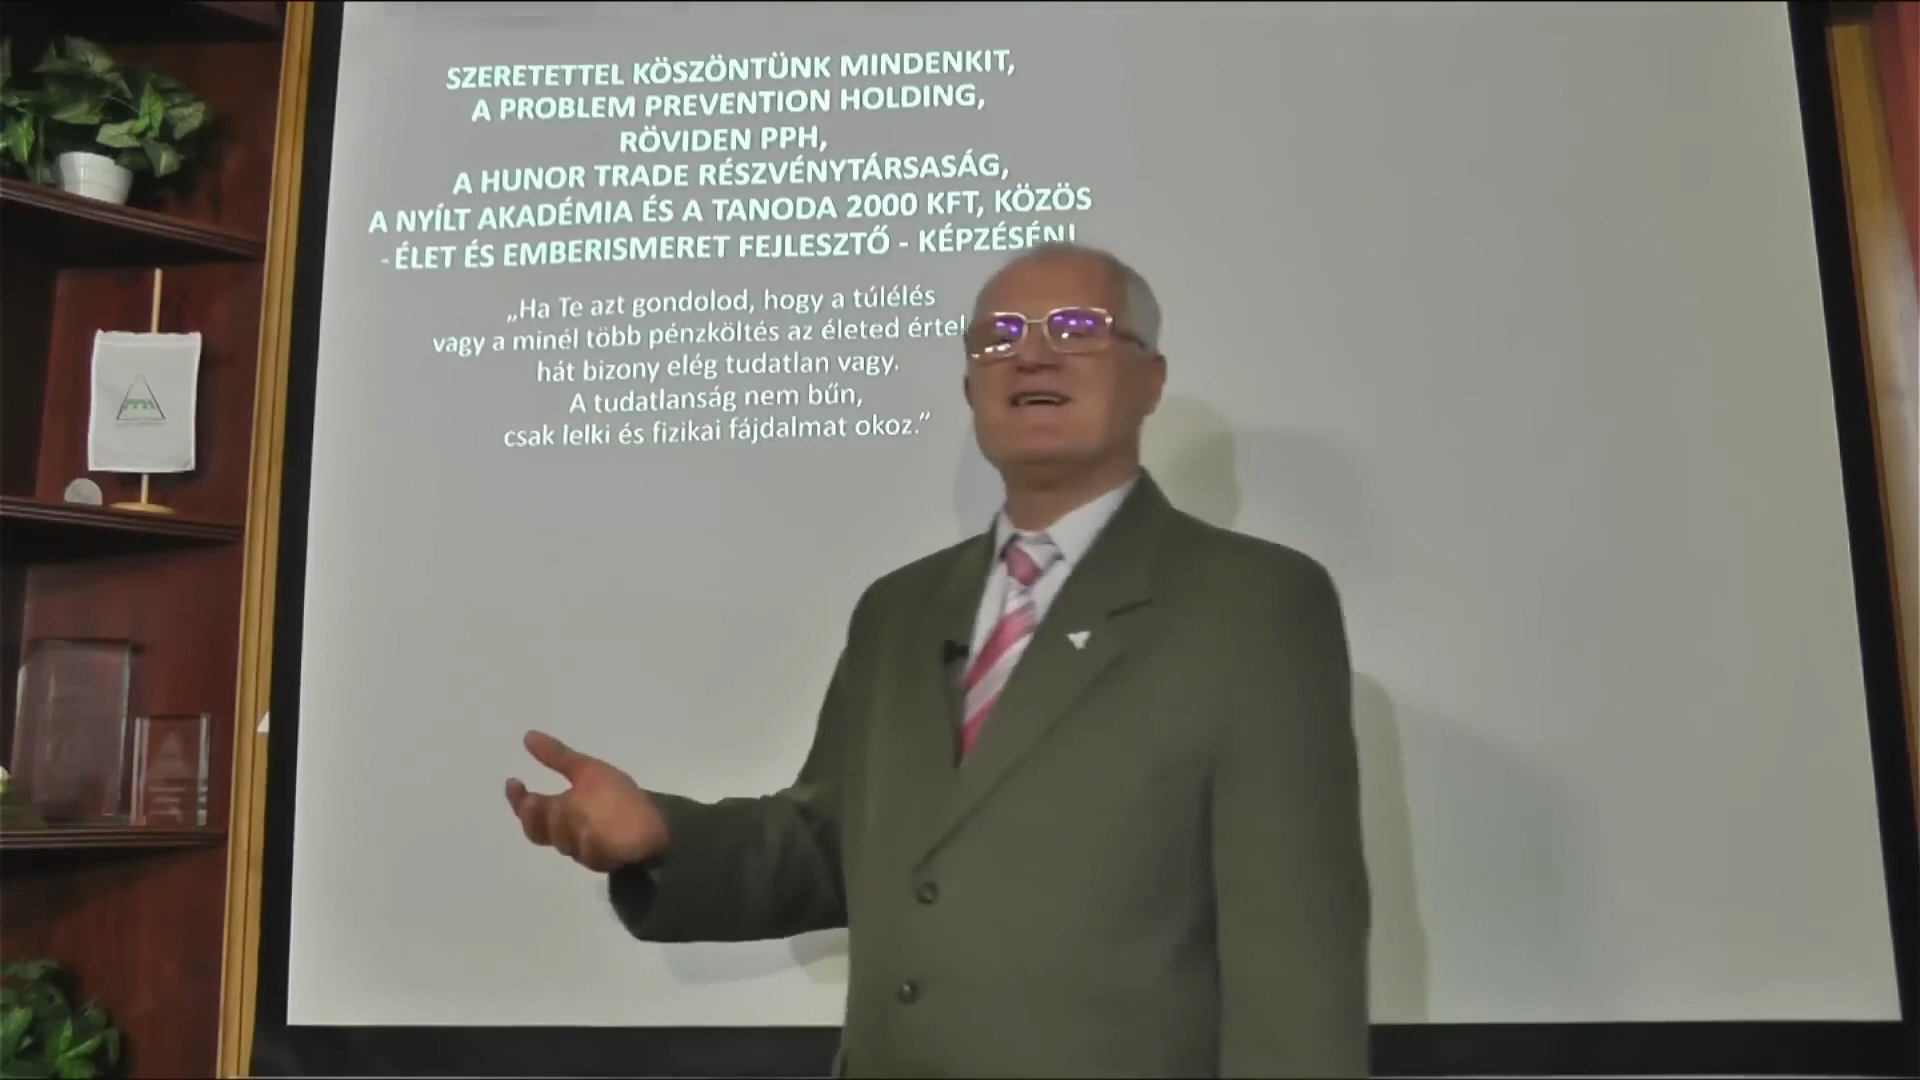 SZERETETTEL KÖSZÖNTÜNK MINDENKIT,
A PROBLEM PREVENTION HOLDING,
RÖVIDEN PPH,
A HUNOR TRADE RÉSZVÉNYTÁRSASÁG,
A NYÍLT AKADÉMIA ÉS A TANODA 2000 KFT, KÖZÖS
- ÉLET ÉS EMBERISMERET FEJLESZTŐ - KÉPZÉSÉN!
„Ha Te azt gondolod, hogy a túlélés
vagy a minél több pénzköltés az életed
hát bizony elég tudatlan vagy.
A tudatlanság nem bűn,
csak lelki és fizikai fájdalmat okoz.”